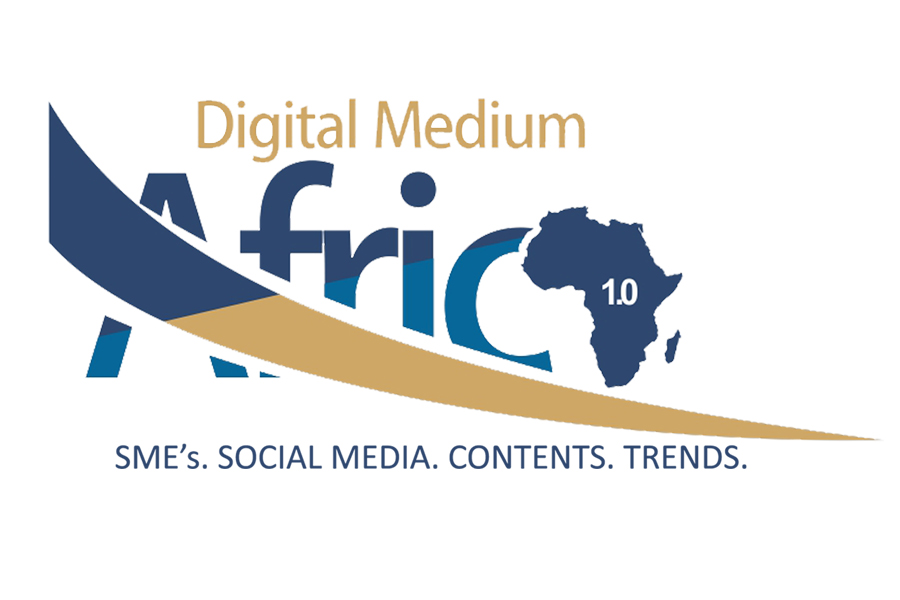 Digital Medium
Afric
1.0
SME's. SOCIAL MEDIA. CONTENTS. TRENDS.